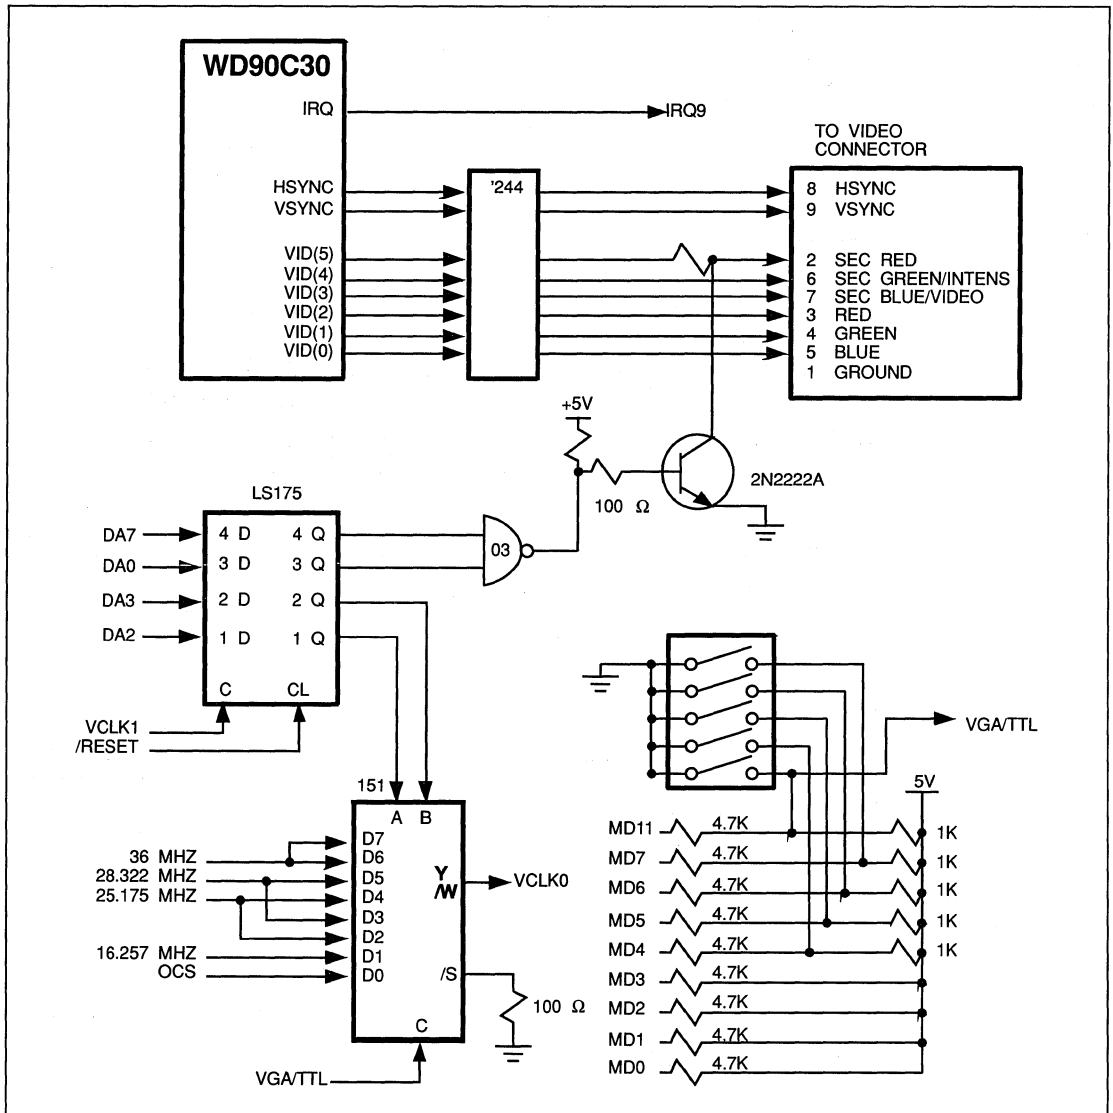 WD90C30
IRQ
IRQ9
TO VIDEO
CONNECTOR
HSYNC
VSYNC
VID(5)
VID(4)
VID(3)
VID(2)
VID(1)
VID(0)
'244
8 HSYNC
9 VSYNC
2 SEC RED
6 SEC GREEN/INTENS
7 SEC BLUE/VIDEO
3 RED
4 GREEN
5 BLUE
1 GROUND
+5V
100 Ω
2N2222A
LS175
DA7
DA0
DA3
DA2
4 D 4 Q
3 D 3 Q
2 D 2 Q
1 D 1 Q
C CL
03
VCLK1
/RESET
151
A B
36 MHZ
28.322 MHZ
25.175 MHZ
16.257 MHZ
OCS
D7
D6
D5
D4
D3
D2
D1
D0
Y
/W
VCLK0
/S
100 Ω
C
VGA/TTL
VGA/TTL
5V
MD11 4.7K 1K
MD7 4.7K 1K
MD6 4.7K 1K
MD5 4.7K 1K
MD4 4.7K 1K
MD3 4.7K
MD2 4.7K
MD1 4.7K
MD0 4.7K